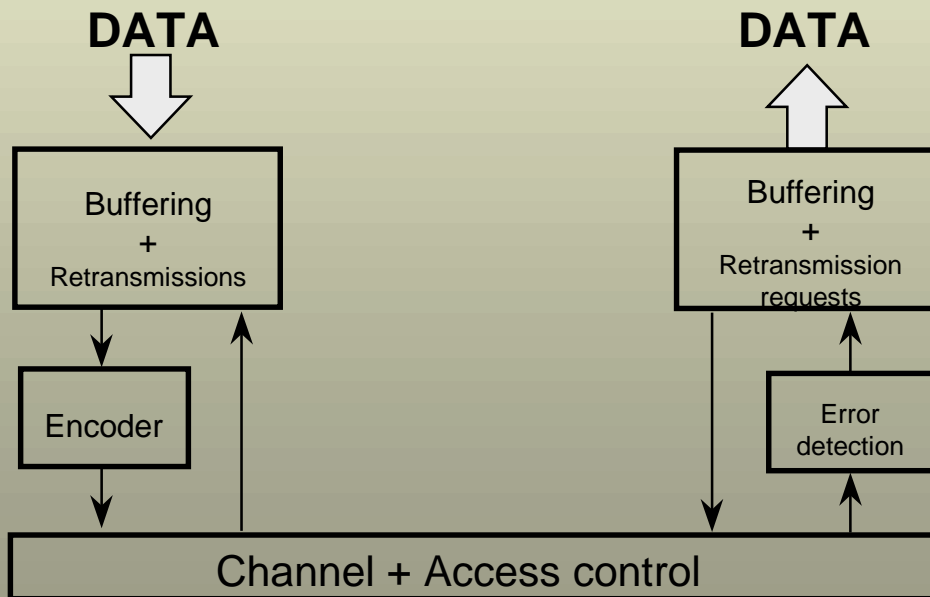 DATA
DATA
Buffering
+
Retransmissions
Buffering
+
Retransmission
requests
Encoder
Error
detection
Channel + Access control